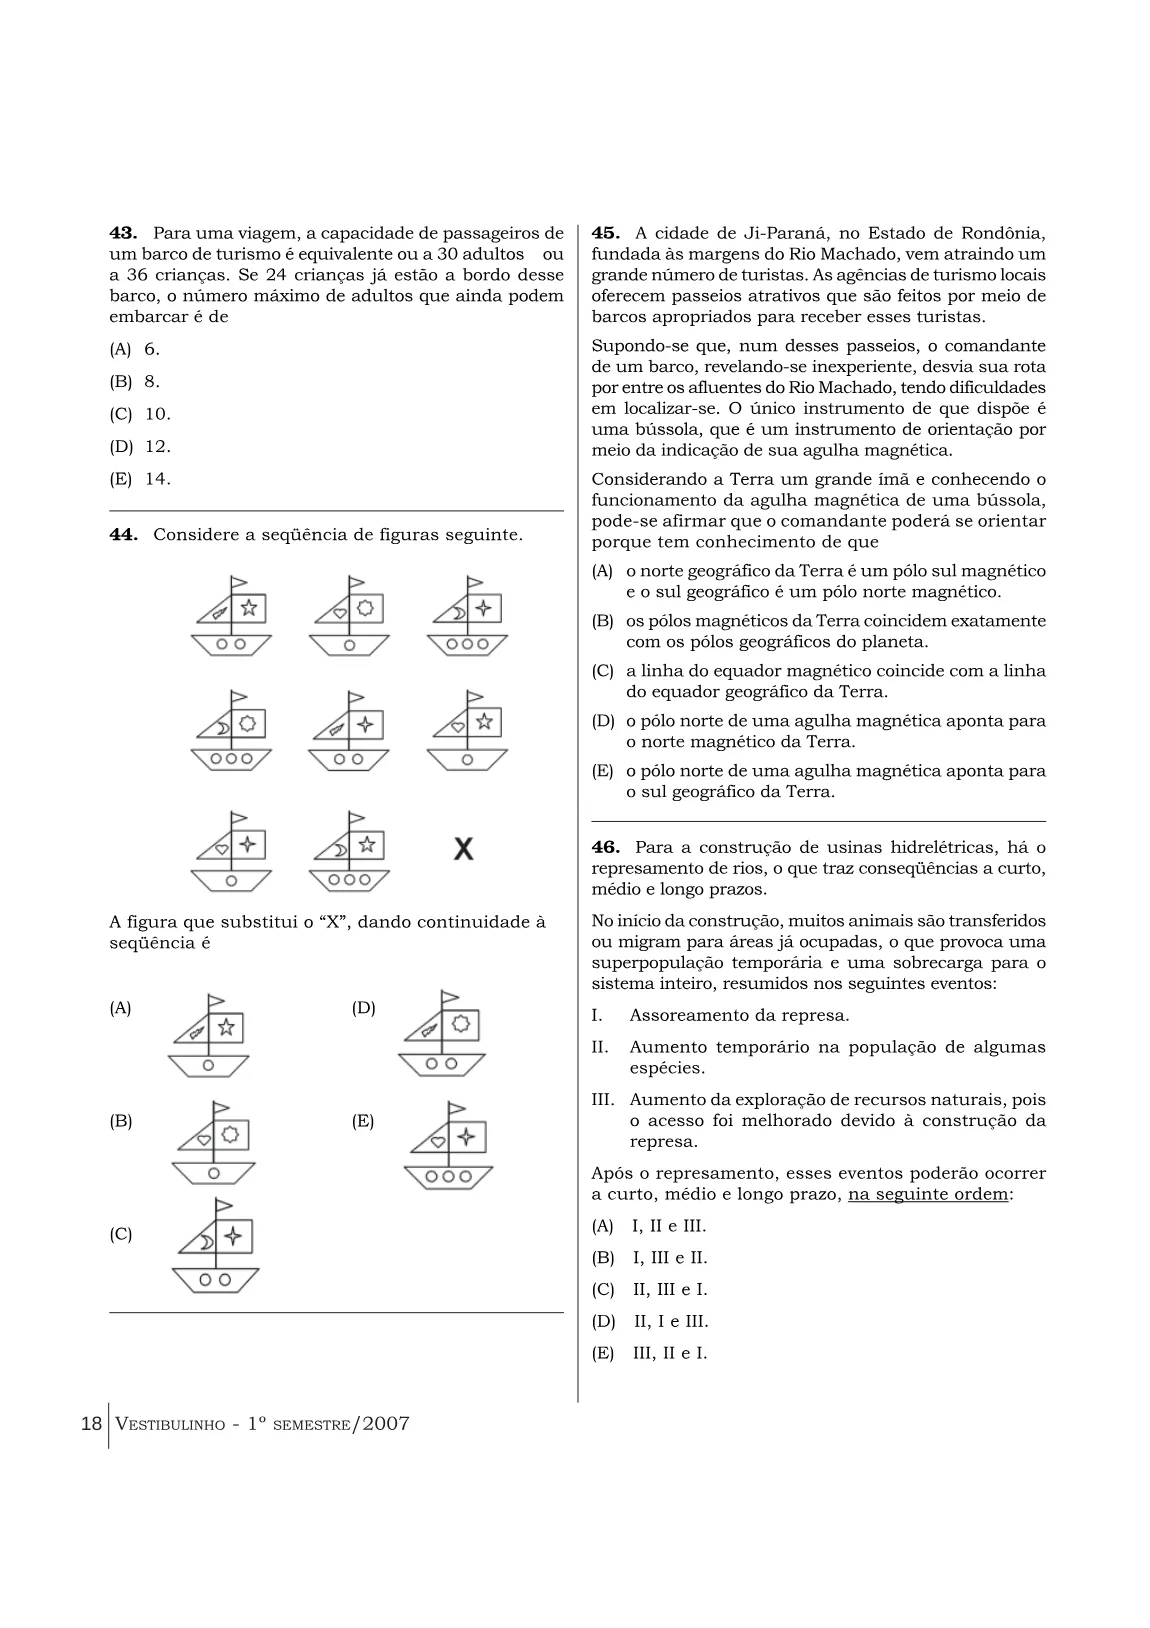 43. Para uma viagem, a capacidade de passageiros de
um barco de turismo é equivalente ou a 30 adultos ou
a 36 crianças. Se 24 crianças já estão a bordo desse
barco, o número máximo de adultos que ainda podem
embarcar é de
(A) 6.
(B) 8.
(C) 10.
(D) 12.
(E) 14.
44. Considere a seqüência de figuras seguinte.
X
A figura que substitui o “X”, dando continuidade à
seqüência é
(A)
(D)
(B)
(E)
(C)
45. A cidade de Ji-Paraná, no Estado de Rondônia,
fundada às margens do Rio Machado, vem atraindo um
grande número de turistas. As agências de turismo locais
oferecem passeios atrativos que são feitos por meio de
barcos apropriados para receber esses turistas.
Supondo-se que, num desses passeios, o comandante
de um barco, revelando-se inexperiente, desvia sua rota
por entre os afluentes do Rio Machado, tendo dificuldades
em localizar-se. O único instrumento de que dispõe é
uma bússola, que é um instrumento de orientação por
meio da indicação de sua agulha magnética.
Considerando a Terra um grande ímã e conhecendo o
funcionamento da agulha magnética de uma bússola,
pode-se afirmar que o comandante poderá se orientar
porque tem conhecimento de que
(A) o norte geográfico da Terra é um pólo sul magnético
e o sul geográfico é um pólo norte magnético.
(B) os pólos magnéticos da Terra coincidem exatamente
com os pólos geográficos do planeta.
(C) a linha do equador magnético coincide com a linha
do equador geográfico da Terra.
(D) o pólo norte de uma agulha magnética aponta para
o norte magnético da Terra.
(E) o pólo norte de uma agulha magnética aponta para
o sul geográfico da Terra.
46. Para a construção de usinas hidrelétricas, há o
represamento de rios, o que traz conseqüências a curto,
médio e longo prazos.
No início da construção, muitos animais são transferidos
ou migram para áreas já ocupadas, o que provoca uma
superpopulação temporária e uma sobrecarga para o
sistema inteiro, resumidos nos seguintes eventos:
I. Assoreamento da represa.
II. Aumento temporário na população de algumas
espécies.
III. Aumento da exploração de recursos naturais, pois
o acesso foi melhorado devido à construção da
represa.
Após o represamento, esses eventos poderão ocorrer
a curto, médio e longo prazo, na seguinte ordem:
(A) I, II e III.
(B) I, III e II.
(C) II, III e I.
(D) II, I e III.
(E) III, II e I.
18 VESTIBULINHO - 1º SEMESTRE/2007